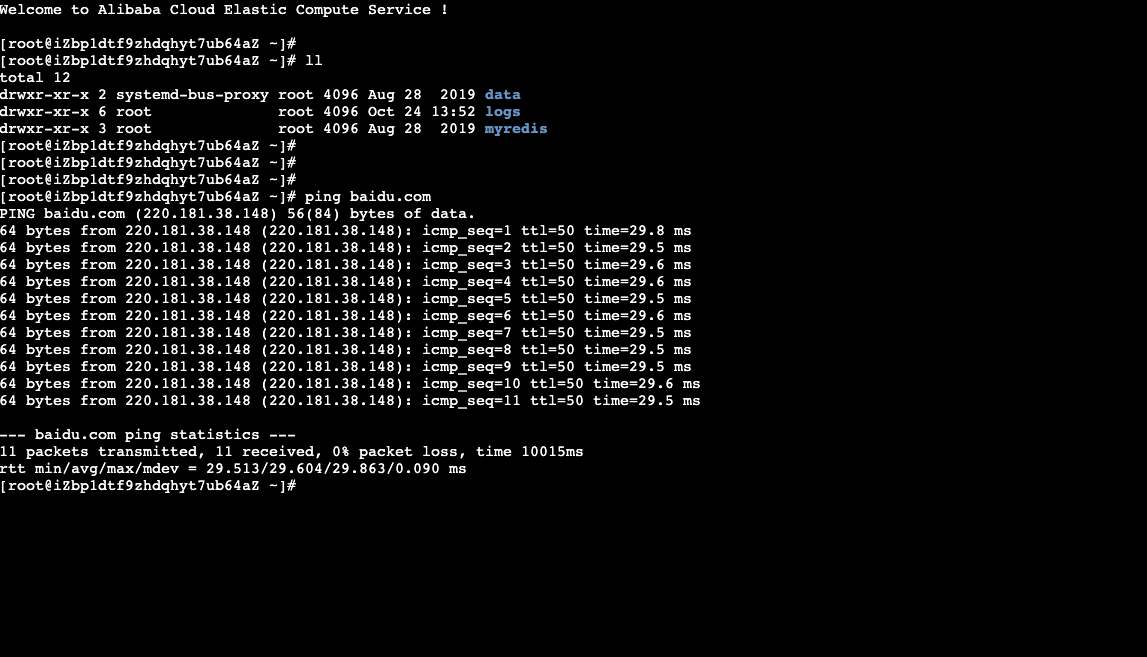 Welcome to Alibaba Cloud Elastic Compute Service !
[root@iZbp1dtf9zhdqhyt7ub64aZ ~]#
[root@iZbp1dtf9zhdqhyt7ub64aZ ~]# ll
total 12
drwxr-xr-x 2 systemd-bus-proxy root 4096 Aug 28  2019 data
drwxr-xr-x 6 root              root 4096 Oct 24 13:52 logs
drwxr-xr-x 3 root              root 4096 Aug 28  2019 myredis
[root@iZbp1dtf9zhdqhyt7ub64aZ ~]#
[root@iZbp1dtf9zhdqhyt7ub64aZ ~]#
[root@iZbp1dtf9zhdqhyt7ub64aZ ~]#
[root@iZbp1dtf9zhdqhyt7ub64aZ ~]# ping baidu.com
PING baidu.com (220.181.38.148) 56(84) bytes of data.
64 bytes from 220.181.38.148 (220.181.38.148): icmp_seq=1 ttl=50 time=29.8 ms
64 bytes from 220.181.38.148 (220.181.38.148): icmp_seq=2 ttl=50 time=29.5 ms
64 bytes from 220.181.38.148 (220.181.38.148): icmp_seq=3 ttl=50 time=29.6 ms
64 bytes from 220.181.38.148 (220.181.38.148): icmp_seq=4 ttl=50 time=29.6 ms
64 bytes from 220.181.38.148 (220.181.38.148): icmp_seq=5 ttl=50 time=29.5 ms
64 bytes from 220.181.38.148 (220.181.38.148): icmp_seq=6 ttl=50 time=29.6 ms
64 bytes from 220.181.38.148 (220.181.38.148): icmp_seq=7 ttl=50 time=29.5 ms
64 bytes from 220.181.38.148 (220.181.38.148): icmp_seq=8 ttl=50 time=29.5 ms
64 bytes from 220.181.38.148 (220.181.38.148): icmp_seq=9 ttl=50 time=29.5 ms
64 bytes from 220.181.38.148 (220.181.38.148): icmp_seq=10 ttl=50 time=29.6 ms
64 bytes from 220.181.38.148 (220.181.38.148): icmp_seq=11 ttl=50 time=29.5 ms
--- baidu.com ping statistics ---
11 packets transmitted, 11 received, 0% packet loss, time 10015ms
rtt min/avg/max/mdev = 29.513/29.604/29.863/0.090 ms
[root@iZbp1dtf9zhdqhyt7ub64aZ ~]#